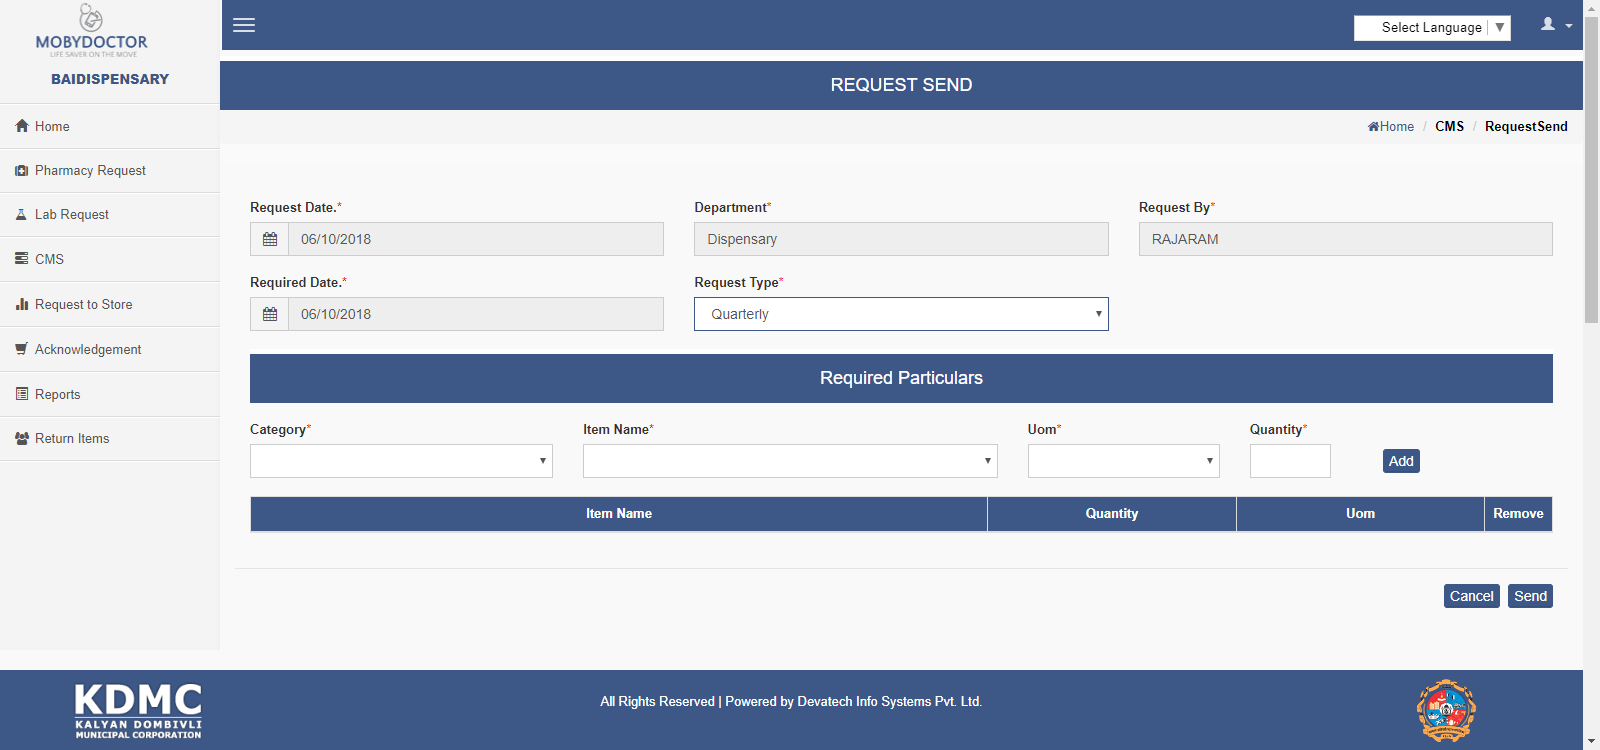 MOBYDOCTOR
LIFE SAVER ON THE MOVE
BAIDISPENSARY
Home
Pharmacy Request
Lab Request
CMS
Request to Store
Acknowledgement
Reports
Return Items
Select Language
REQUEST SEND
Home / CMS / RequestSend
Request Date.* Department* Request By*
06/10/2018 Dispensary RAJARAM
Required Date.* Request Type*
06/10/2018 Quarterly
Required Particulars
Category* Item Name* Uom* Quantity*
Add
Item Name Quantity Uom Remove
Cancel Send
KDMC
KALYAN DOMBIVLI
MUNICIPAL CORPORATION
All Rights Reserved | Powered by Devatech Info Systems Pvt. Ltd.